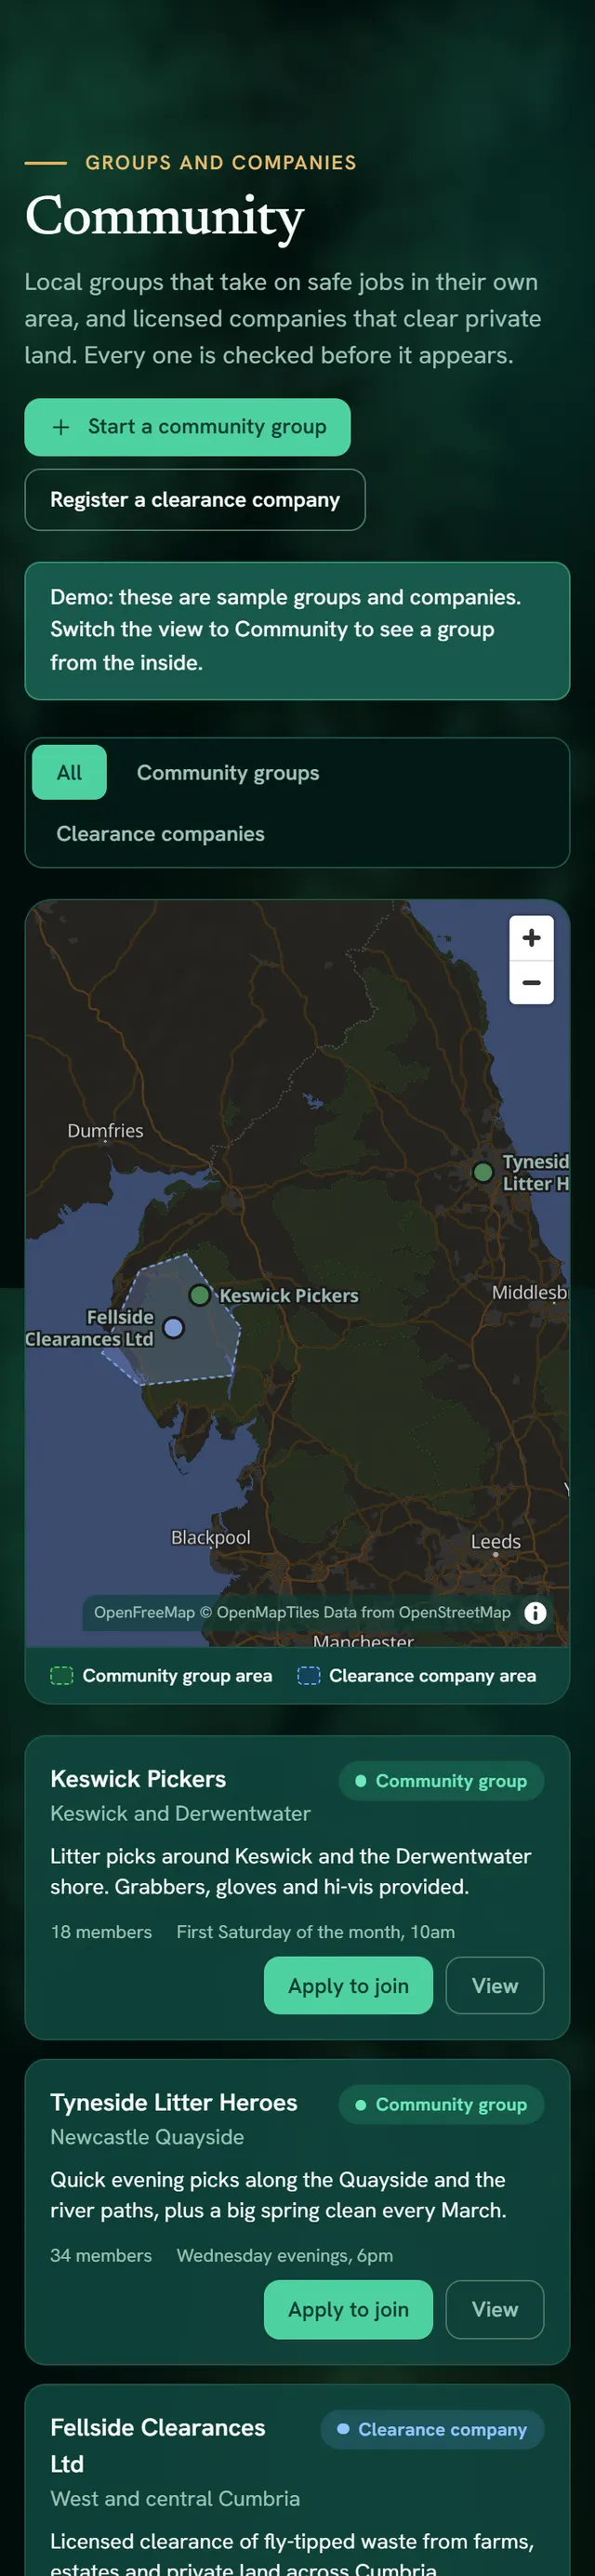 GROUPS AND COMPANIES
Community
Local groups that take on safe jobs in their own
area, and licensed companies that clear private
land. Every one is checked before it appears.
+ Start a community group
Register a clearance company
Demo: these are sample groups and companies.
Switch the view to Community to see a group
from the inside.
All
Community groups
Clearance companies
Dumfries
Tynesid
Litter H
Middlesb
Keswick Pickers
Fellside
Clearances Ltd
Blackpool
Leeds
OpenFreeMap © OpenMapTiles Data from OpenStreetMap
Manchester
Community group area
Clearance company area
Keswick Pickers
Community group
Keswick and Derwentwater
Litter picks around Keswick and the Derwentwater
shore. Grabbers, gloves and hi-vis provided.
18 members
First Saturday of the month, 10am
Apply to join
View
Tyneside Litter Heroes
Community group
Newcastle Quayside
Quick evening picks along the Quayside and the
river paths, plus a big spring clean every March.
34 members
Wednesday evenings, 6pm
Apply to join
View
Fellside Clearances
Ltd
Clearance company
West and central Cumbria
Licensed clearance of fly-tipped waste from farms,
estates and private land across Cumbria